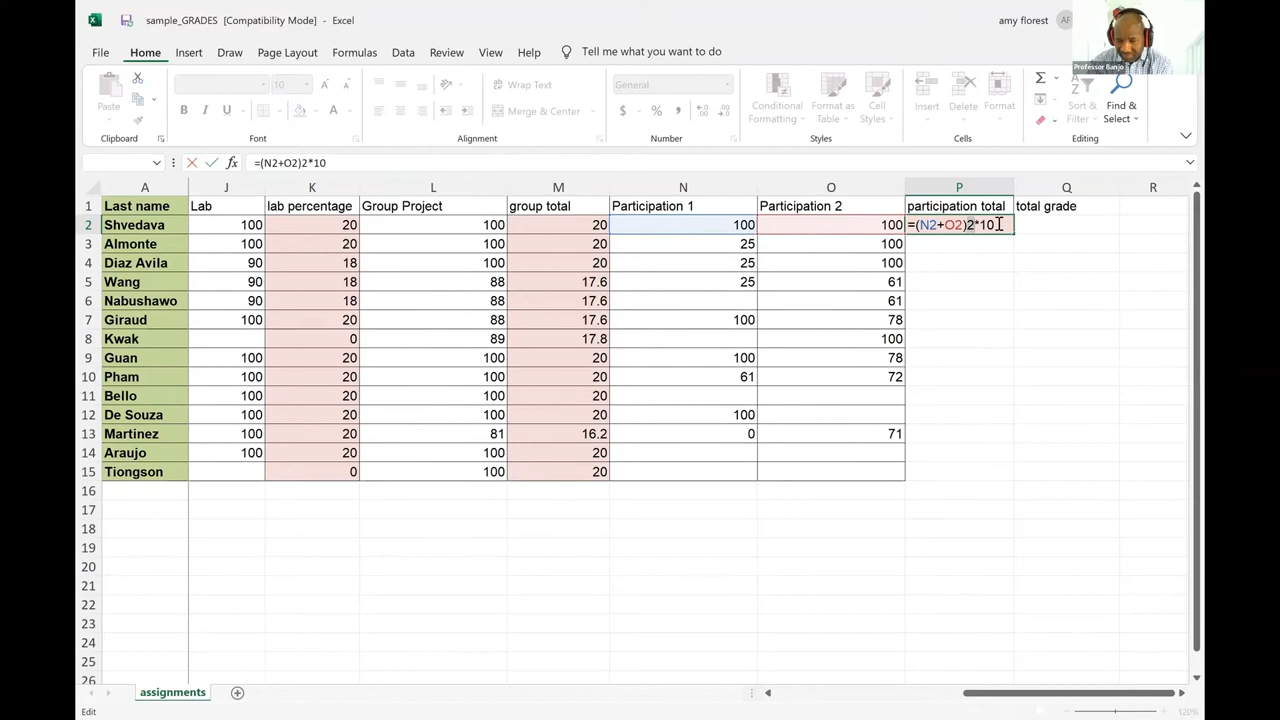 sample_GRADES [Compatibility Mode] - Excel
amy florest AF
Professor Banjo
File Home Insert Draw Page Layout Formulas Data Review View Help Tell me what you want to do
Paste 10 Wrap Text General Conditional Format as Cell Insert Delete Format Sort & Find &
B I U Merge & Center $ % Formatting Table Styles Filter Select
Clipboard Font Alignment Number Styles Cells Editing
fx =(N2+O2)2*10
A J K L M N O P Q R
1 Last name Lab lab percentage Group Project group total Participation 1 Participation 2 participation total total grade
2 Shvedava 100 20 100 20 100 100 =(N2+O2)2*10
3 Almonte 100 20 100 20 25 100
4 Diaz Avila 90 18 100 20 25 100
5 Wang 90 18 88 17.6 25 61
6 Nabushawo 90 18 88 17.6 61
7 Giraud 100 20 88 17.6 100 78
8 Kwak 0 89 17.8 100
9 Guan 100 20 100 20 100 78
10 Pham 100 20 100 20 61 72
11 Bello 100 20 100 20
12 De Souza 100 20 100 20 100
13 Martinez 100 20 81 16.2 0 71
14 Araujo 100 20 100 20
15 Tiongson 0 100 20
16
17
18
19
20
21
22
23
24
25
26
assignments
Edit 120%